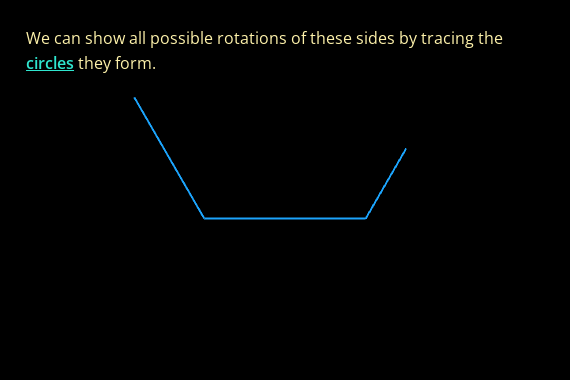 We can show all possible rotations of these sides by tracing the
circles they form.